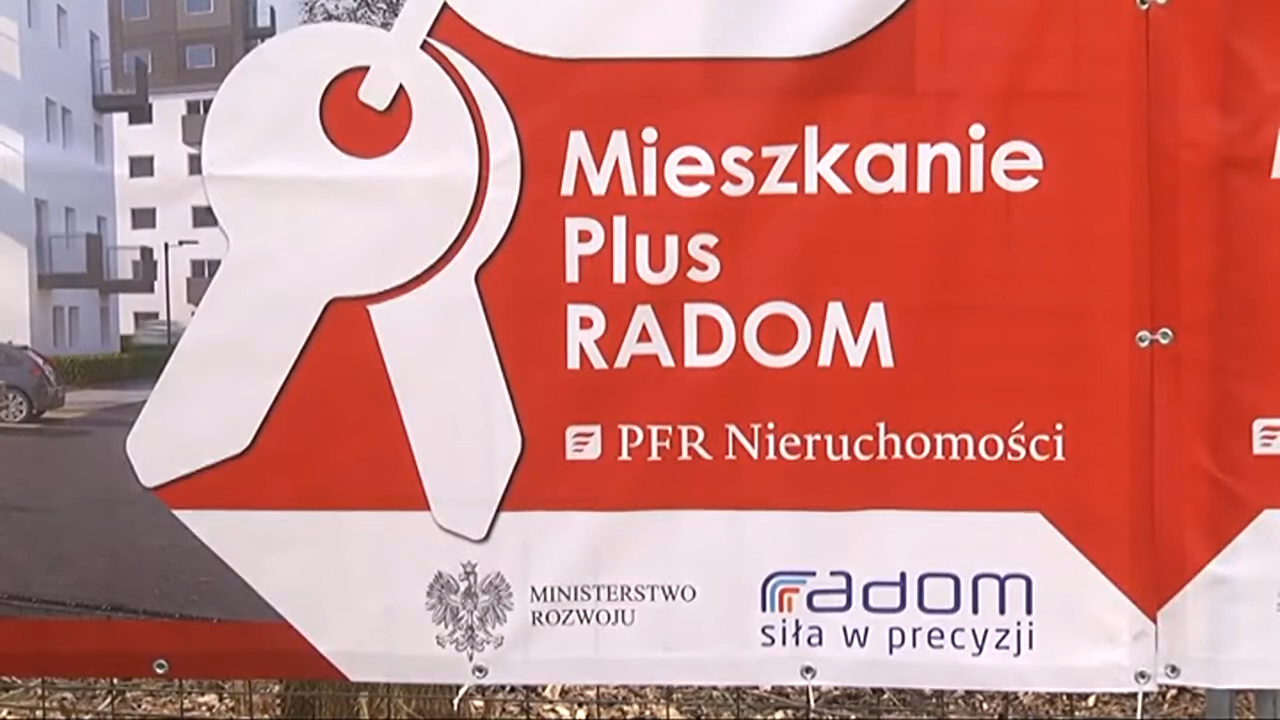 Mieszkanie
Plus
RADOM
PFR Nieruchomości
MINISTERSTWO
ROZWOJU
radom
siła w precyzji